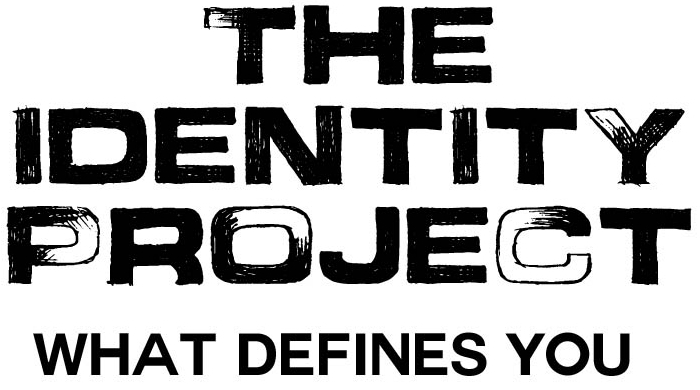 THE
IDENTITY
PROJECT
WHAT DEFINES YOU